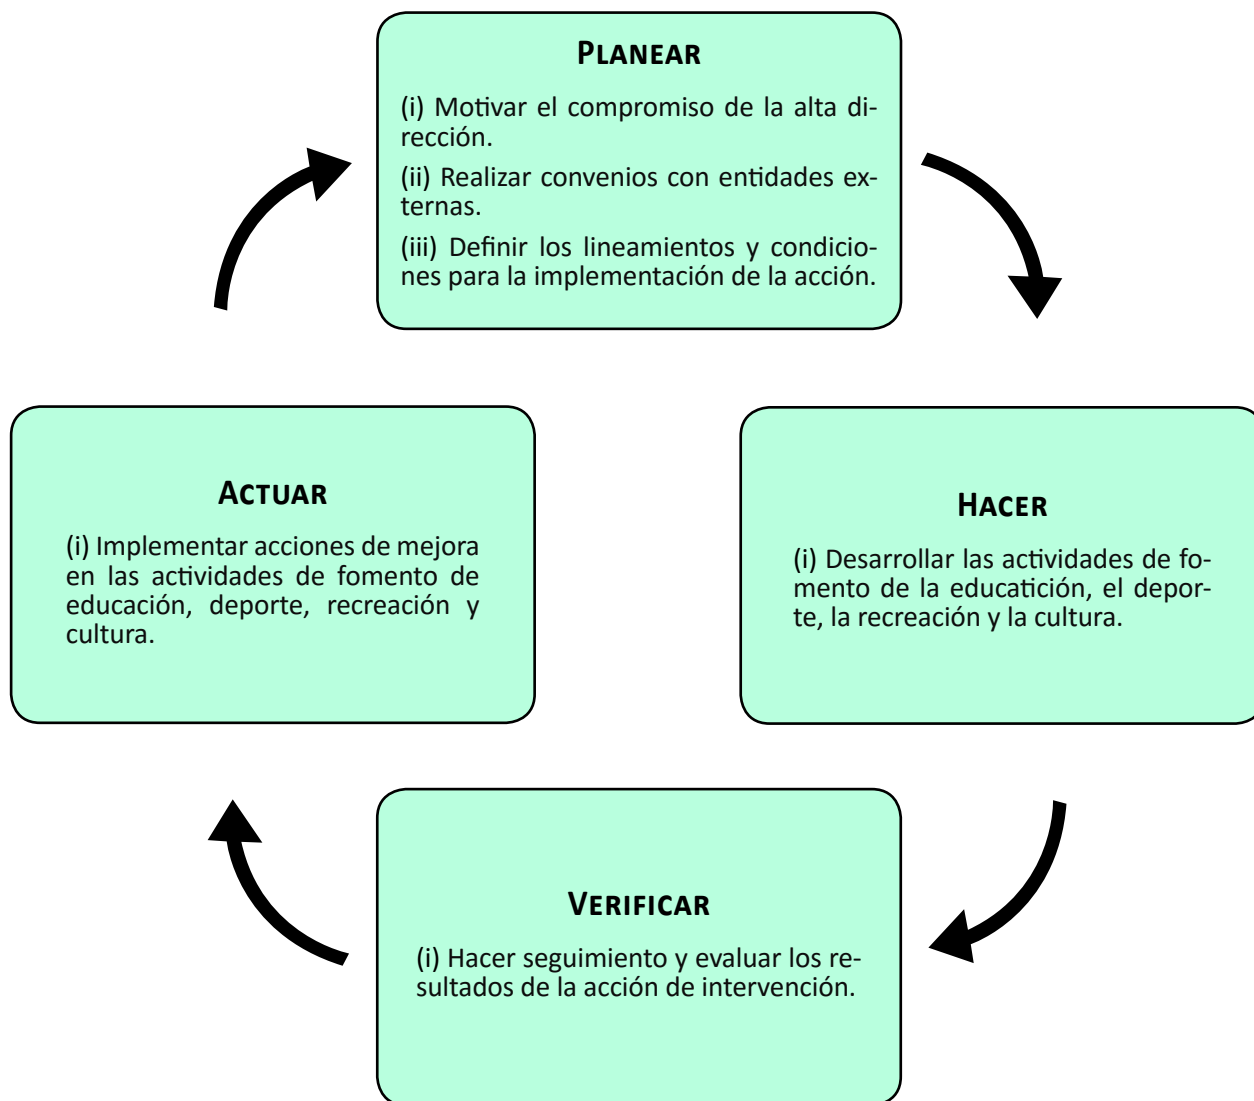 PLANEAR
(i) Motivar el compromiso de la alta di-
rección.
(ii) Realizar convenios con entidades ex-
ternas.
(iii) Definir los lineamientos y condicio-
nes para la implementación de la acción.
ACTUAR
(i) Implementar acciones de mejora
en las actividades de fomento de
educación, deporte, recreación y
cultura.
HACER
(i) Desarrollar las actividades de fo-
mento de la educatición, el depor-
te, la recreación y la cultura.
VERIFICAR
(i) Hacer seguimiento y evaluar los re-
sultados de la acción de intervención.